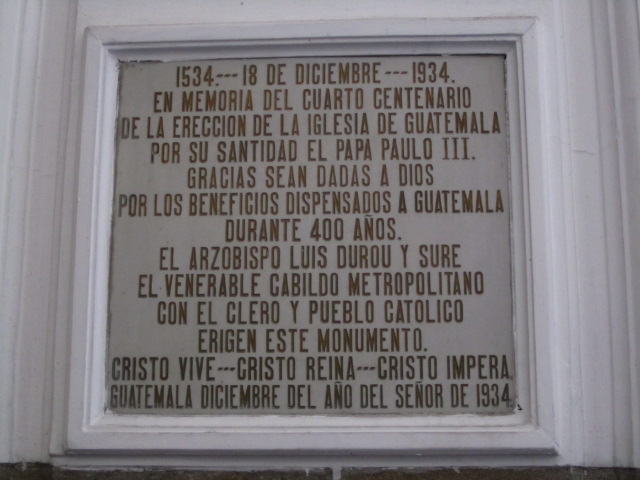 1534.--- 18 DE DICIEMBRE --- 1934.
EN MEMORIA DEL CUARTO CENTENARIO
DE LA ERECCION DE LA IGLESIA DE GUATEMALA
POR SU SANTIDAD EL PAPA PAULO III.
GRACIAS SEAN DADAS A DIOS
POR LOS BENEFICIOS DISPENSADOS A GUATEMALA
DURANTE 400 AÑOS.
EL ARZOBISPO LUIS DUROU Y SURE
EL VENERABLE CABILDO METROPOLITANO
CON EL CLERO Y PUEBLO CATOLICO
ERIGEN ESTE MONUMENTO.
CRISTO VIVE---CRISTO REINA---CRISTO IMPERA
GUATEMALA DICIEMBRE DEL AÑO DEL SEÑOR DE 1934.